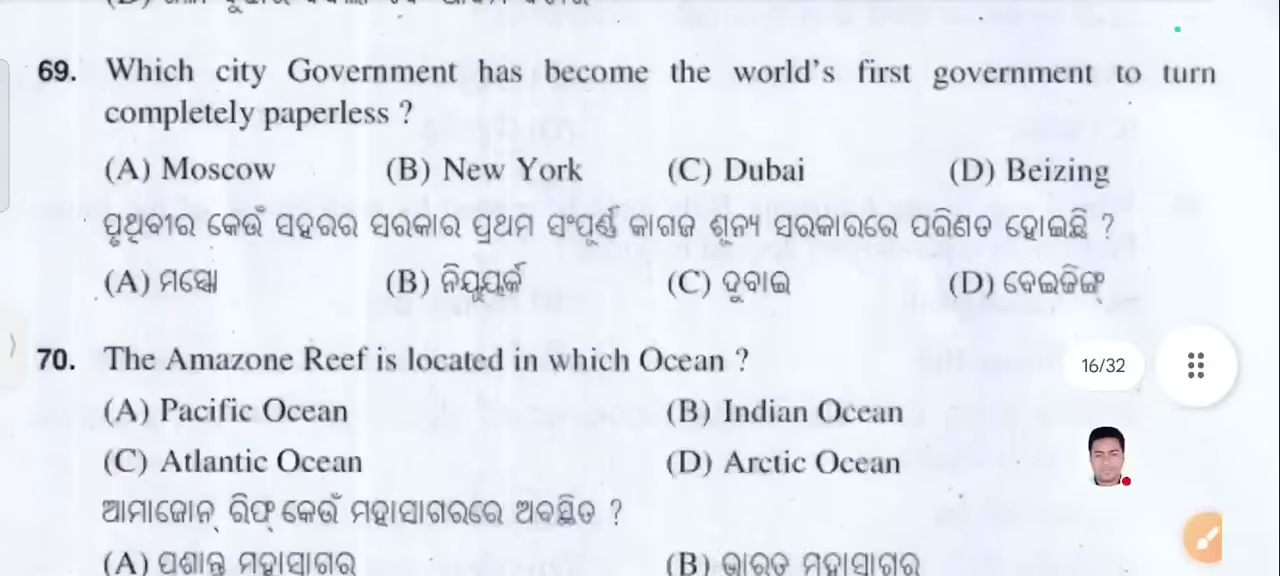 69. Which city Government has become the world's first government to turn
completely paperless ?
(A) Moscow (B) New York (C) Dubai (D) Beizing
ପୃଥିବୀର କେଉଁ ସହରର ସରକାର ପ୍ରଥମ ସଂପୂର୍ଣ୍ଣ କାଗଜ ଶୂନ୍ୟ ସରକାରରେ ପରିଣତ ହୋଇଛି ?
(A) ମସ୍କୋ (B) ନିୟୁୟର୍କ (C) ଦୁବାଇ (D) ବେଇଜିଙ୍ଗ୍
70. The Amazone Reef is located in which Ocean ?
16/32
(A) Pacific Ocean (B) Indian Ocean
(C) Atlantic Ocean (D) Arctic Ocean
ଆମାଜୋନ୍ ରିଫ୍ କେଉଁ ମହାସାଗରରେ ଅବସ୍ଥିତ ?
(A) ପ୍ରଶାନ୍ତ ମହାସାଗର (B) ଭାରତ ମହାସାଗର